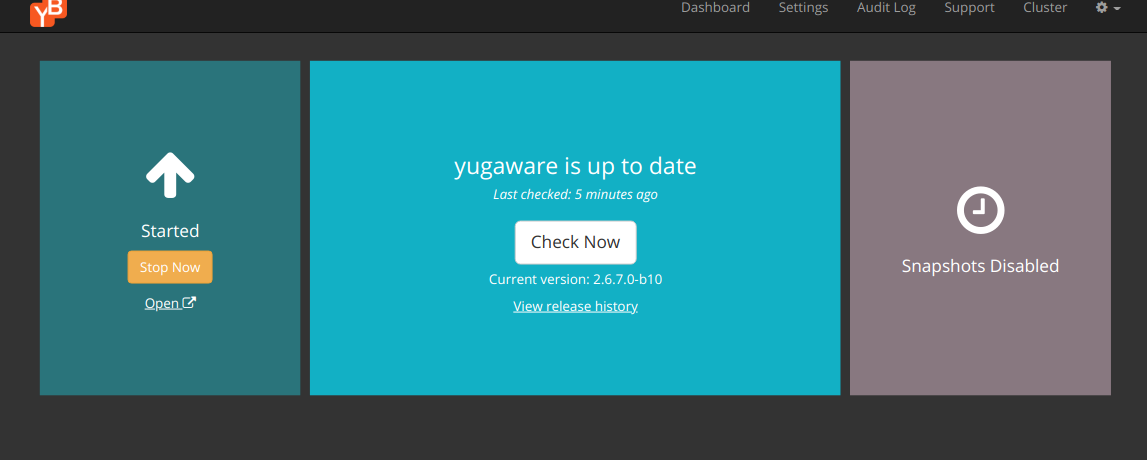 YB
Dashboard Settings Audit Log Support Cluster
Started
Stop Now
Open
yugaware is up to date
Last checked: 5 minutes ago
Check Now
Current version: 2.6.7.0-b10
View release history
Snapshots Disabled